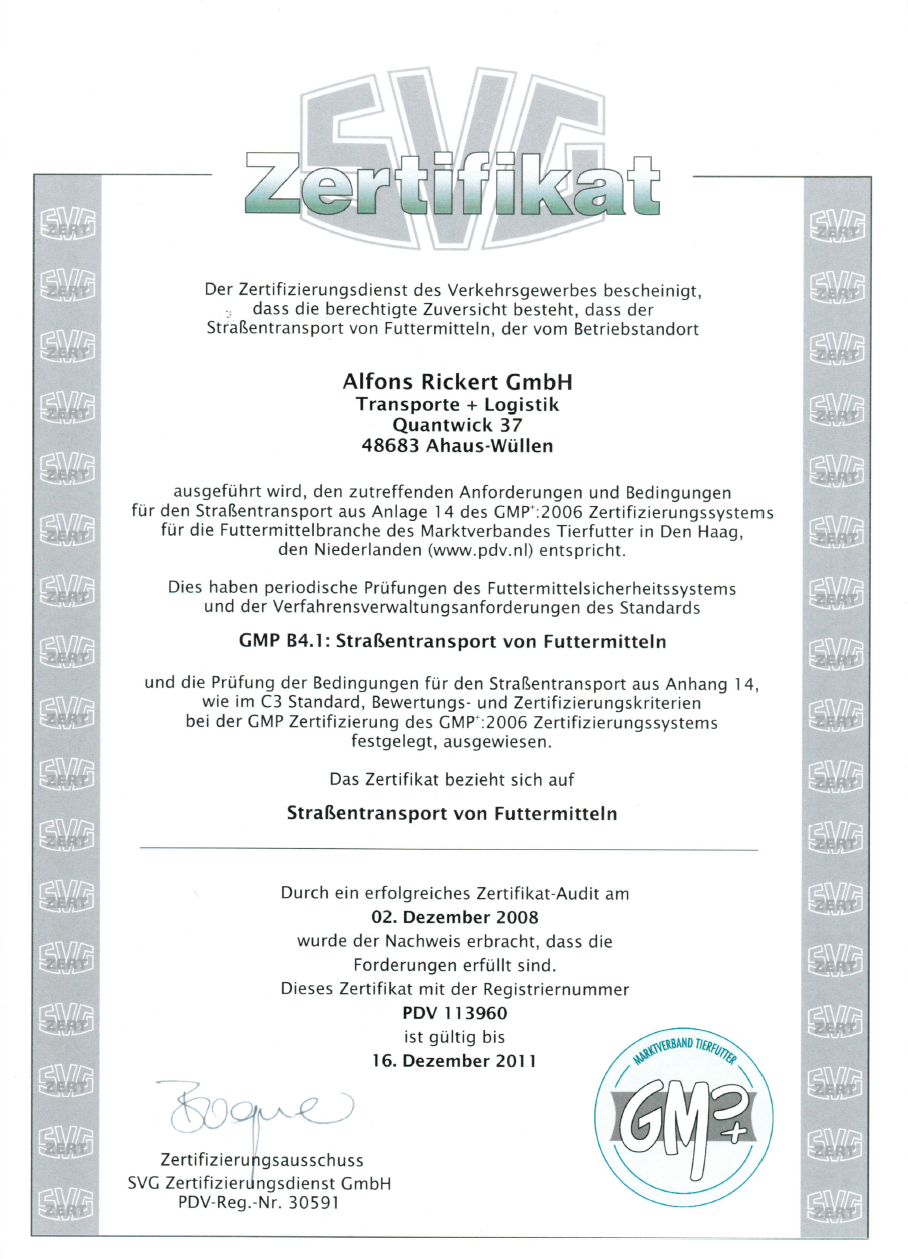 SVG
Zertifikat
Der Zertifizierungsdienst des Verkehrsgewerbes bescheinigt,
dass die berechtigte Zuversicht besteht, dass der
Straßentransport von Futtermitteln, der vom Betriebstandort
Alfons Rickert GmbH
Transporte + Logistik
Quantwick 37
48683 Ahaus-Wüllen
ausgeführt wird, den zutreffenden Anforderungen und Bedingungen
für den Straßentransport aus Anlage 14 des GMP⁺:2006 Zertifizierungssystems
für die Futtermittelbranche des Marktverbandes Tierfutter in Den Haag,
den Niederlanden (www.pdv.nl) entspricht.
Dies haben periodische Prüfungen des Futtermittelsicherheitssystems
und der Verfahrensverwaltungsanforderungen des Standards
GMP B4.1: Straßentransport von Futtermitteln
und die Prüfung der Bedingungen für den Straßentransport aus Anhang 14,
wie im C3 Standard, Bewertungs- und Zertifizierungskriterien
bei der GMP Zertifizierung des GMP⁺:2006 Zertifizierungssystems
festgelegt, ausgewiesen.
Das Zertifikat bezieht sich auf
Straßentransport von Futtermitteln
Durch ein erfolgreiches Zertifikat-Audit am
02. Dezember 2008
wurde der Nachweis erbracht, dass die
Forderungen erfüllt sind.
Dieses Zertifikat mit der Registriernummer
PDV 113960
ist gültig bis
16. Dezember 2011
MARKTVERBAND TIERFUTTER
GMP+
Zertifizierungsausschuss
SVG Zertifizierungsdienst GmbH
PDV-Reg.-Nr. 30591